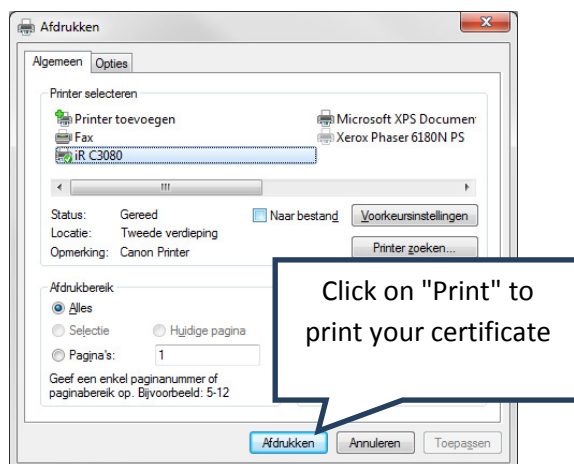 Afdrukken
Algemeen Opties
Printer selecteren
Printer toevoegen
Fax
iR C3080
Microsoft XPS Documen
Xerox Phaser 6180N PS
Status: Gereed
Locatie: Tweede verdieping
Opmerking: Canon Printer
Naar bestand
Voorkeursinstellingen
Printer zoeken...
Afdrukbereik
Alles
Selectie Huidige pagina
Pagina's: 1
Geef een enkel paginanummer of
paginabereik op. Bijvoorbeeld: 5-12
Click on "Print" to
print your certificate
Afdrukken Annuleren Toepassen